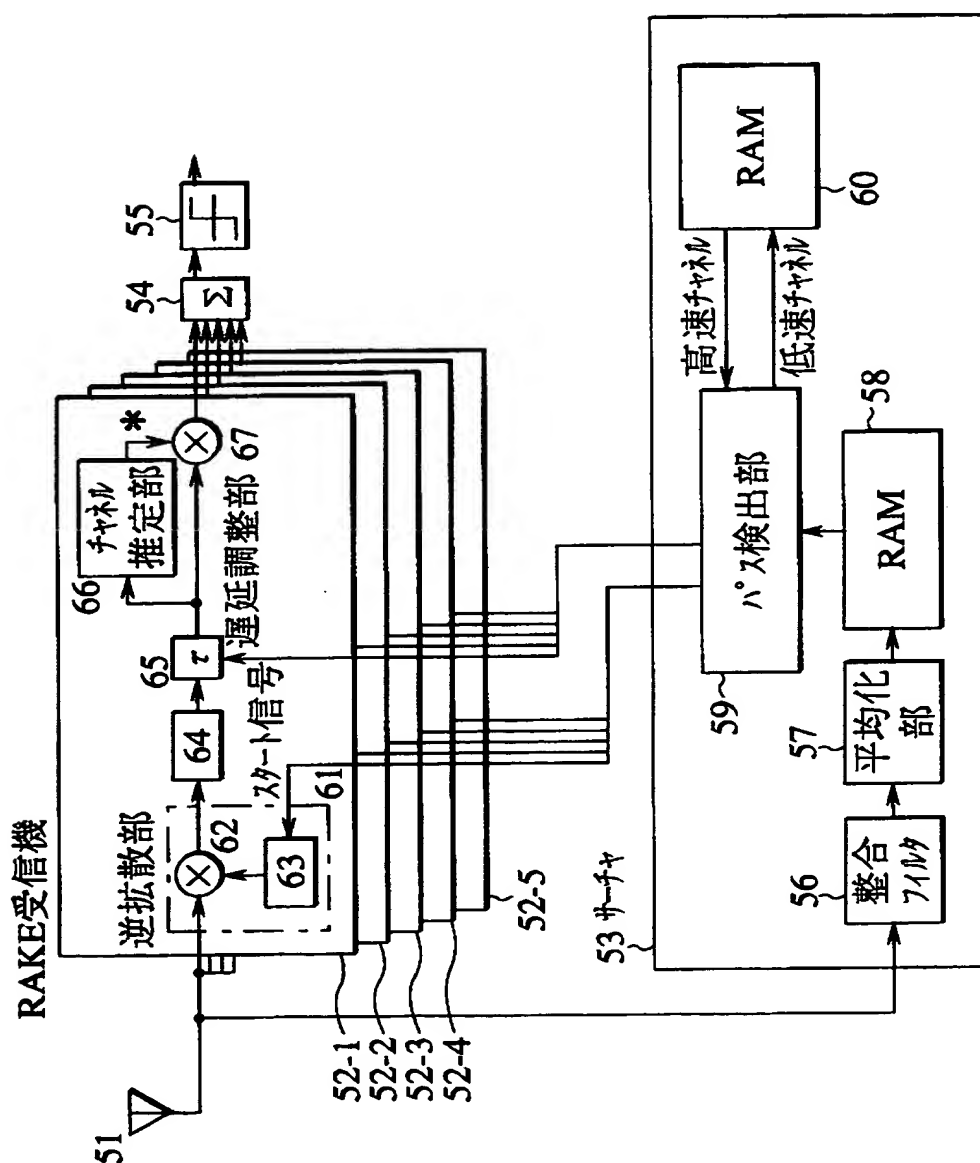 RAKE受信機
51
52-1
52-2
52-3
52-4
52-5
逆拡散部
62
63
61
スタート信号
64
65
τ
遅延調整部
66
チャネル
推定部
*
67
54
Σ
55
53 サーチャ
56
整合
フィルタ
57
平均化
部
58
RAM
59
パス検出部
高速チャネル
低速チャネル
60
RAM